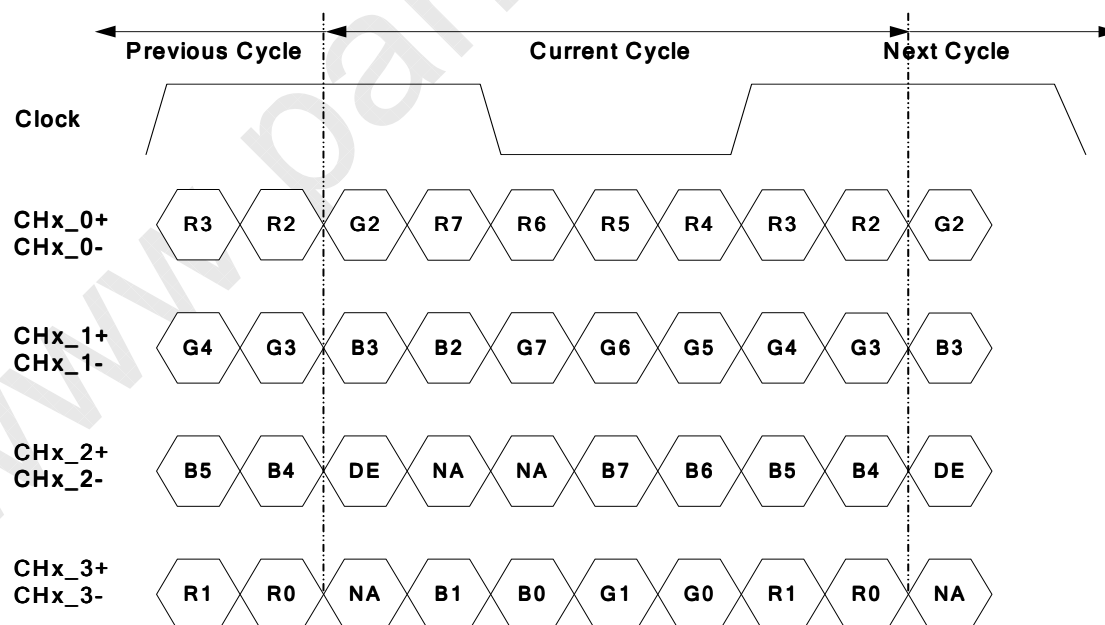 Previous Cycle Current Cycle Next Cycle
Clock
CHx_0+
CHx_0-
R3 R2 G2 R7 R6 R5 R4 R3 R2 G2
CHx_1+
CHx_1-
G4 G3 B3 B2 G7 G6 G5 G4 G3 B3
CHx_2+
CHx_2-
B5 B4 DE NA NA B7 B6 B5 B4 DE
CHx_3+
CHx_3-
R1 R0 NA B1 B0 G1 G0 R1 R0 NA
www.pan